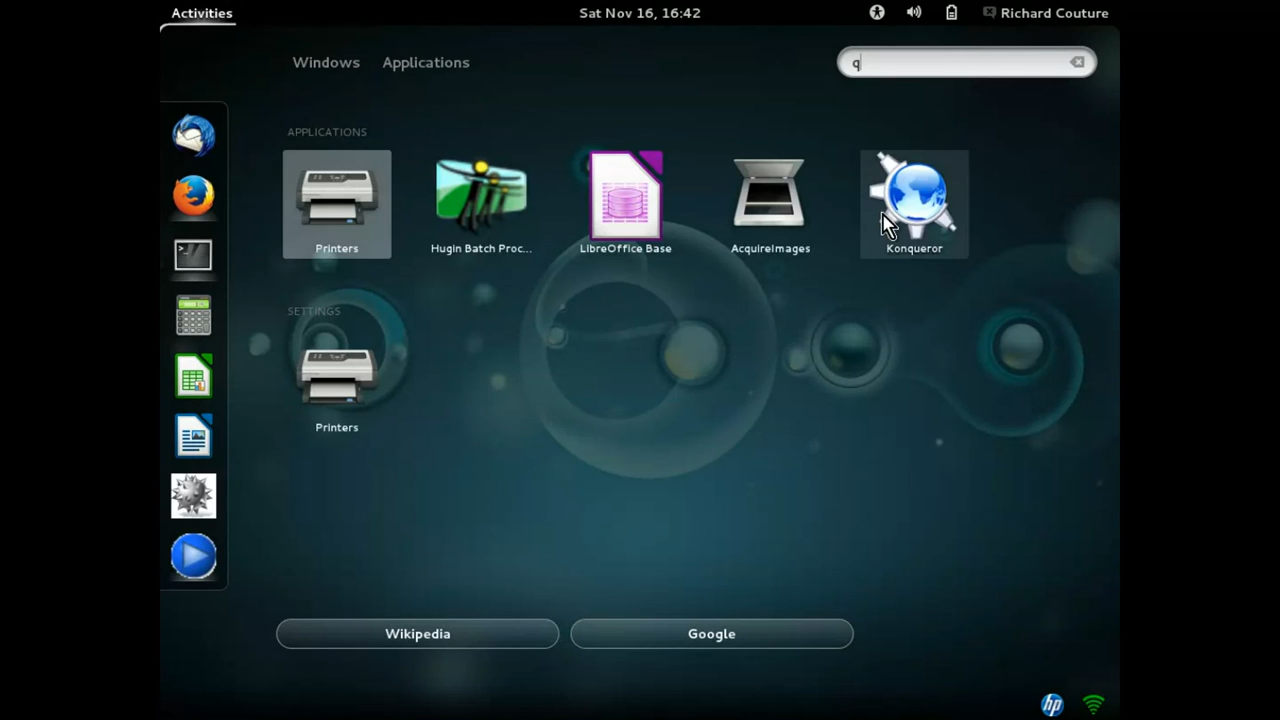 Activities
Sat Nov 16, 16:42
Richard Couture
Windows
Applications
q
APPLICATIONS
Printers
Hugin Batch Proc...
LibreOffice Base
AcquireImages
Konqueror
SETTINGS
Printers
Wikipedia
Google
hp